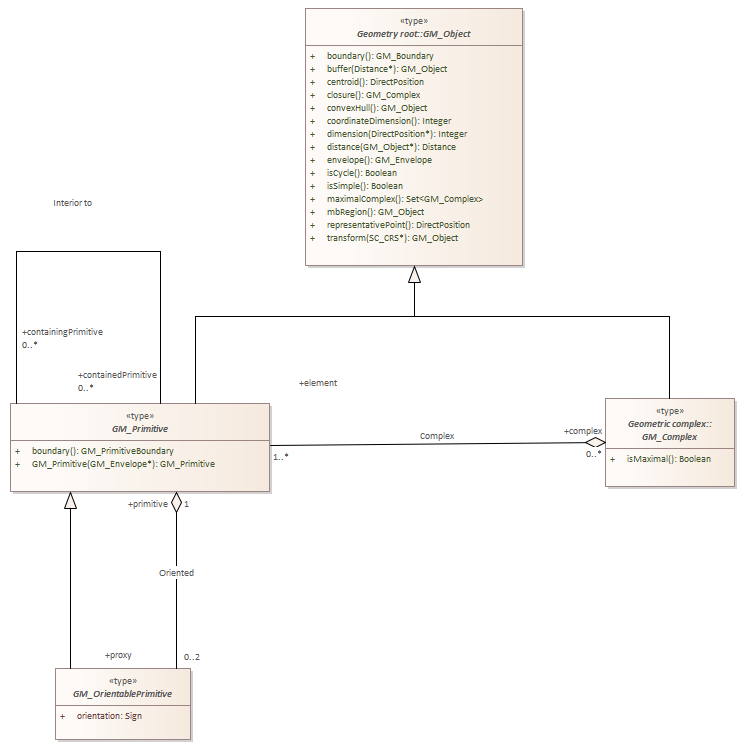 «type»
Geometry root::GM_Object
+ boundary(): GM_Boundary
+ buffer(Distance*): GM_Object
+ centroid(): DirectPosition
+ closure(): GM_Complex
+ convexHull(): GM_Object
+ coordinateDimension(): Integer
+ dimension(DirectPosition*): Integer
+ distance(GM_Object*): Distance
+ envelope(): GM_Envelope
+ isCycle(): Boolean
+ isSimple(): Boolean
+ maximalComplex(): Set<GM_Complex>
+ mbRegion(): GM_Object
+ representativePoint(): DirectPosition
+ transform(SC_CRS*): GM_Object
Interior to
+containingPrimitive
0..*
+containedPrimitive
0..*
+element
«type»
GM_Primitive
+ boundary(): GM_PrimitiveBoundary
+ GM_Primitive(GM_Envelope*): GM_Primitive
1..*
Complex
+complex
0..*
«type»
Geometric complex::
GM_Complex
+ isMaximal(): Boolean
+primitive 1
Oriented
+proxy 0..2
«type»
GM_OrientablePrimitive
+ orientation: Sign